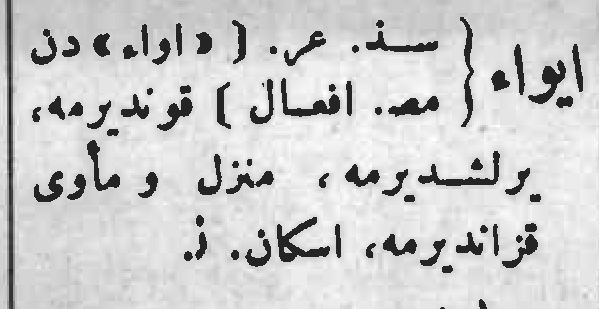 ایواء { سـذ. عر. [ « اواء » دن
مصـ. افعـال ] قوندیرمه،
یرلشـدیرمه ، منزل و مأوی
قزاندیرمه، اسکان. ژ.